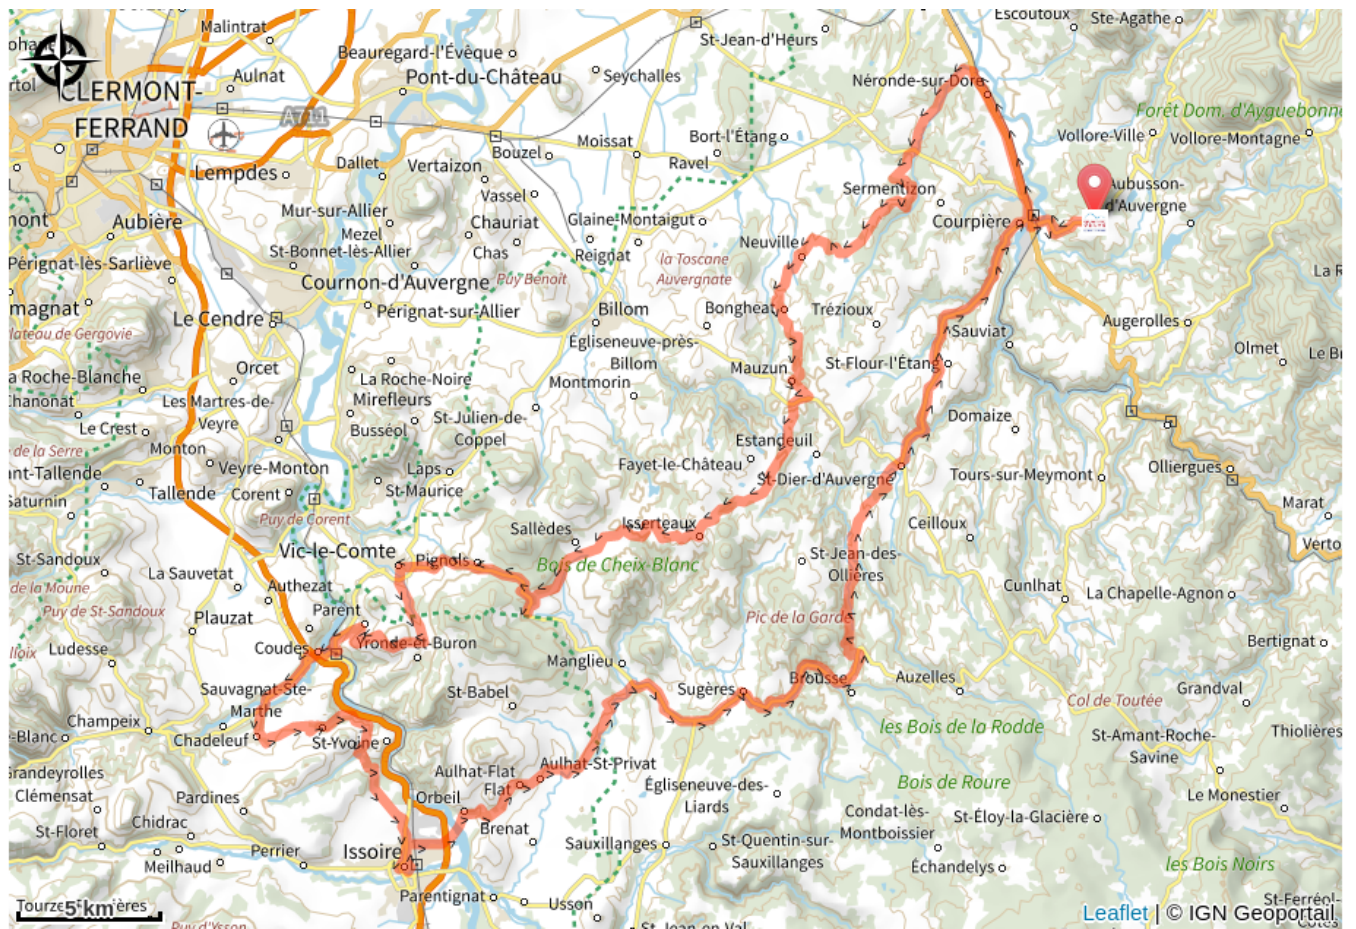 Malintrat
Escoutoux
Ste-Agathe
St-Jean-d'Heurs
Beauregard-l'Évêque
Aulnat
Pont-du-Château
Seychalles
Néronde-sur-Dore
CLERMONT-
FERRAND
A711
Forêt Dom. d'Ayguebonne
Vollore-Ville
Vollore-Montagne
Moissat
Bort-l'Étang
Bouzel
Dallet
Vertaizon
Ravel
Lempdes
Vassel
Sermentizon
Aubusson-
d'Auvergne
Mur-sur-Allier
Mezel
Chauriat
Glaine-Montaigut
Courpière
Aubière
St-Bonnet-lès-Allier
Chas
Reignat
Neuville
la Toscane
Auvergnate
Pérignat-lès-Sarliève
Cournon-d'Auvergne
Puy Benoit
Pérignat-sur-Allier
Billom
Bongheat
Trézioux
Le Cendre
Augerolles
Sauviat
Égliseneuve-près-
Billom
Olmet
Orcet
La Roche-Noire
Mirefleurs
Montmorin
Mauzun
St-Flour-l'Étang
a Roche-Blanche
Les Martres-de-
Veyre
St-Julien-de-
Coppel
Domaize
Le Crest
Busséol
Estandeuil
Monton
Veyre-Monton
Laps
Fayet-le-Château
St-Dier-d'Auvergne
Tours-sur-Meymont
Olliergues
Tallende
Corent
St-Maurice
Marat
Puy de Corent
Sallèdes
Isserteaux
Ceilloux
Vic-le-Comte
Pignols
Bois de Cheix-Blanc
St-Jean-des-
Ollières
St-Sandoux
La Sauvetat
Authezat
Cunlhat
La Chapelle-Agnon
Puy de St-Sandoux
Parent
Plauzat
Pic de la Garde
Ludesse
Coudes
Yronde-et-Buron
Bertignat
Manglieu
Sauvagnat-Ste-
Marthe
St-Babel
Sugères
Brousse
Auzelles
Grandval
Champeix
Col de Toutée
Chadeleuf
St-Yvoine
les Bois de la Rodde
St-Amant-Roche-
Savine
Aulhat-Flat
Flat
Aulhat-St-Privat
Clémensat
Pardines
Orbeil
Égliseneuve-des-
Liards
Bois de Roure
Le Monestier
St-Floret
Chidrac
Brenat
Condat-lès-
Montboissier
St-Éloy-la-Glacière
Perrier
Issoire
Sauxillanges
St-Quentin-sur-
Sauxillanges
Meilhaud
Échandelys
les Bois Noirs
Parentignat
Usson
5 km
Leaflet | © IGN Geoportail